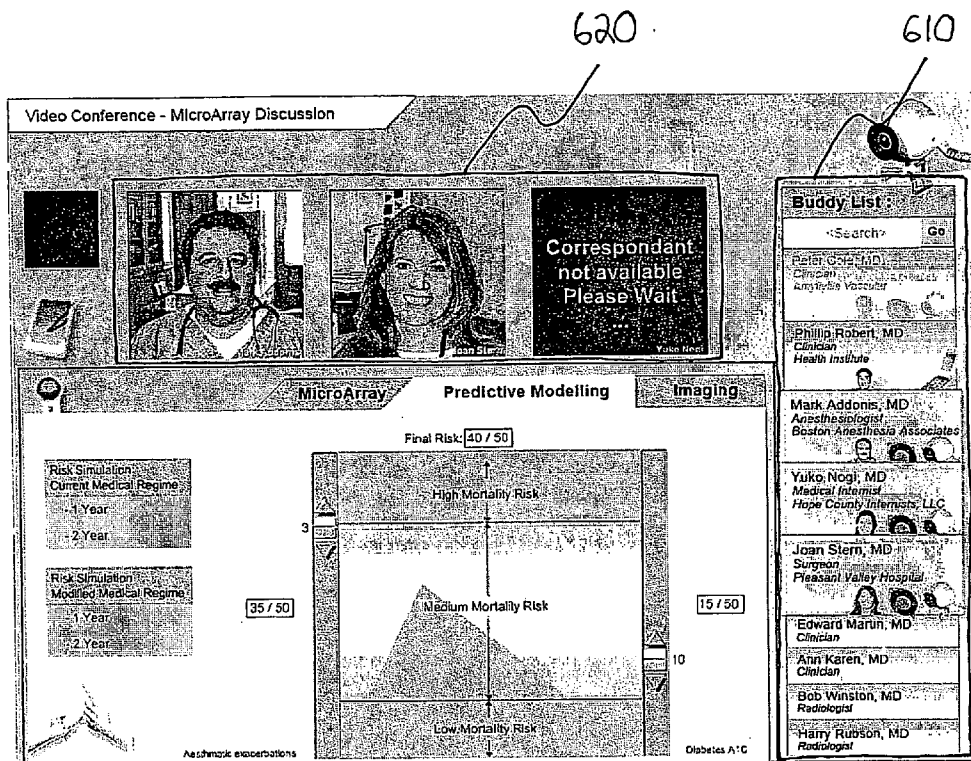 620
610
Video Conference - MicroArray Discussion
Correspondant
not available
Please Wait
...
Joan Stern
Yuko Nogi
Buddy List :
<Search> Go
Peter Cole, MD
Clinician
Vascular
Phillip Robert, MD
Clinician
Health Institute
Mark Addonis, MD
Anesthesiologist
Boston Anesthesia Associates
Yuko Nogi, MD
Medical Internist
Hope County Internists, LLC
Joan Stern, MD
Surgeon
Pleasant Valley Hospital
Edward Martin, MD
Clinician
Ann Karen, MD
Clinician
Bob Winston, MD
Radiologist
Harry Rubson, MD
Radiologist
MicroArray
Predictive Modelling
Imaging
Final Risk: 40 / 50
Risk Simulation:
Current Medical Regime
- 1 Year
- 2 Year
Risk Simulation:
Modified Medical Regime
- 1 Year
- 2 Year
High Mortality Risk
3
35 / 50
Medium Mortality Risk
15 / 50
10
Low Mortality Risk
Aesthmatic exacerbations
Diabetes A1C